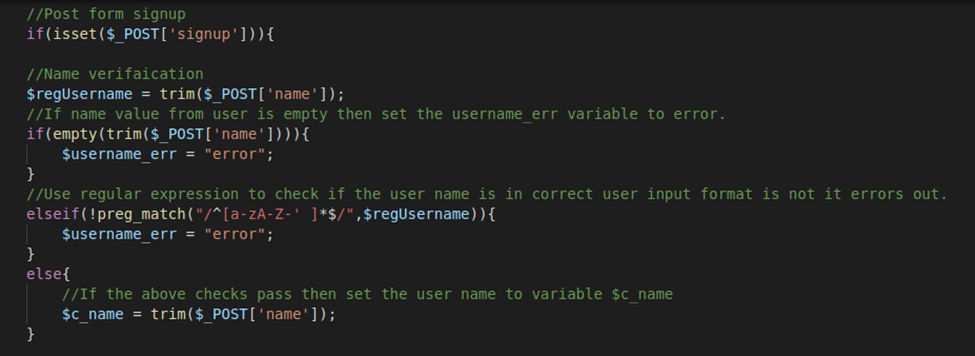 //Post form signup
if(isset($_POST['signup'])){
//Name verifaication
$regUsername = trim($_POST['name']);
//If name value from user is empty then set the username_err variable to error.
if(empty(trim($_POST['name']))){
$username_err = "error";
}
//Use regular expression to check if the user name is in correct user input format is not it errors out.
elseif(!preg_match("/^[a-zA-Z-' ]*$/",$regUsername)){
$username_err = "error";
}
else{
//If the above checks pass then set the user name to variable $c_name
$c_name = trim($_POST['name']);
}